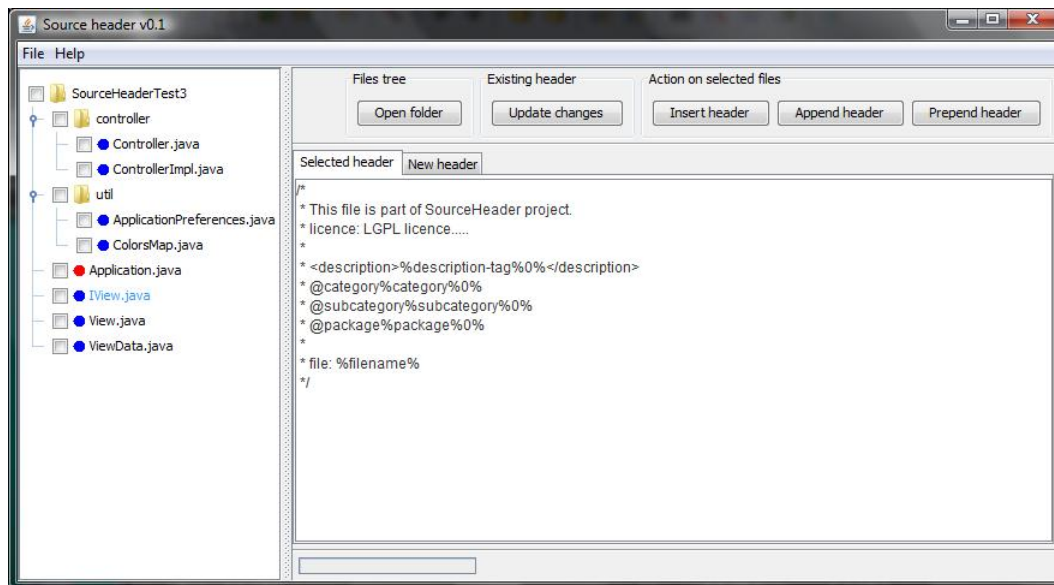 Source header v0.1
File Help
SourceHeaderTest3
controller
Controller.java
ControllerImpl.java
util
ApplicationPreferences.java
ColorsMap.java
Application.java
IView.java
View.java
ViewData.java
Files tree
Open folder
Existing header
Update changes
Action on selected files
Insert header
Append header
Prepend header
Selected header
New header
/*
* This file is part of SourceHeader project.
* licence: LGPL licence.....
*
* <description>%description-tag%0%</description>
* @category%category%0%
* @subcategory%subcategory%0%
* @package%package%0%
*
* file: %filename%
*/